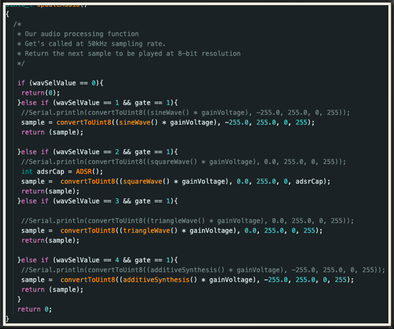 /*
* Our audio processing function
* Get's called at 50kHz sampling rate.
* Return the next sample to be played at 8-bit resolution
*/
if (wavSelValue == 0){
return(0);
}else if (wavSelValue == 1 && gate == 1){
//Serial.println(convertToUint8((sineWave() * gainVoltage), -255.0, 255.0, 0, 255));
sample = convertToUint8((sineWave() * gainVoltage), -255.0, 255.0, 0, 255);
return (sample);
}else if (wavSelValue == 2 && gate == 1){
//Serial.println(convertToUint8((squareWave() * gainVoltage), 0.0, 255.0, 0, 255));
int adsrCap = ADSR();
sample = convertToUint8((squareWave() * gainVoltage), 0.0, 255.0, 0, adsrCap);
return(sample);
}else if (wavSelValue == 3 && gate == 1){
//Serial.println(convertToUint8((triangleWave() * gainVoltage), 0.0, 255.0, 0, 255));
sample = convertToUint8((triangleWave() * gainVoltage), 0.0, 255.0, 0, 255);
return(sample);
}else if (wavSelValue == 4 && gate == 1){
//Serial.println(convertToUint8((additiveSynthesis() * gainVoltage), -255.0, 255.0, 0, 255));
sample = convertToUint8((additiveSynthesis() * gainVoltage), -255.0, 255.0, 0, 255);
return (sample);
}
return 0;
}